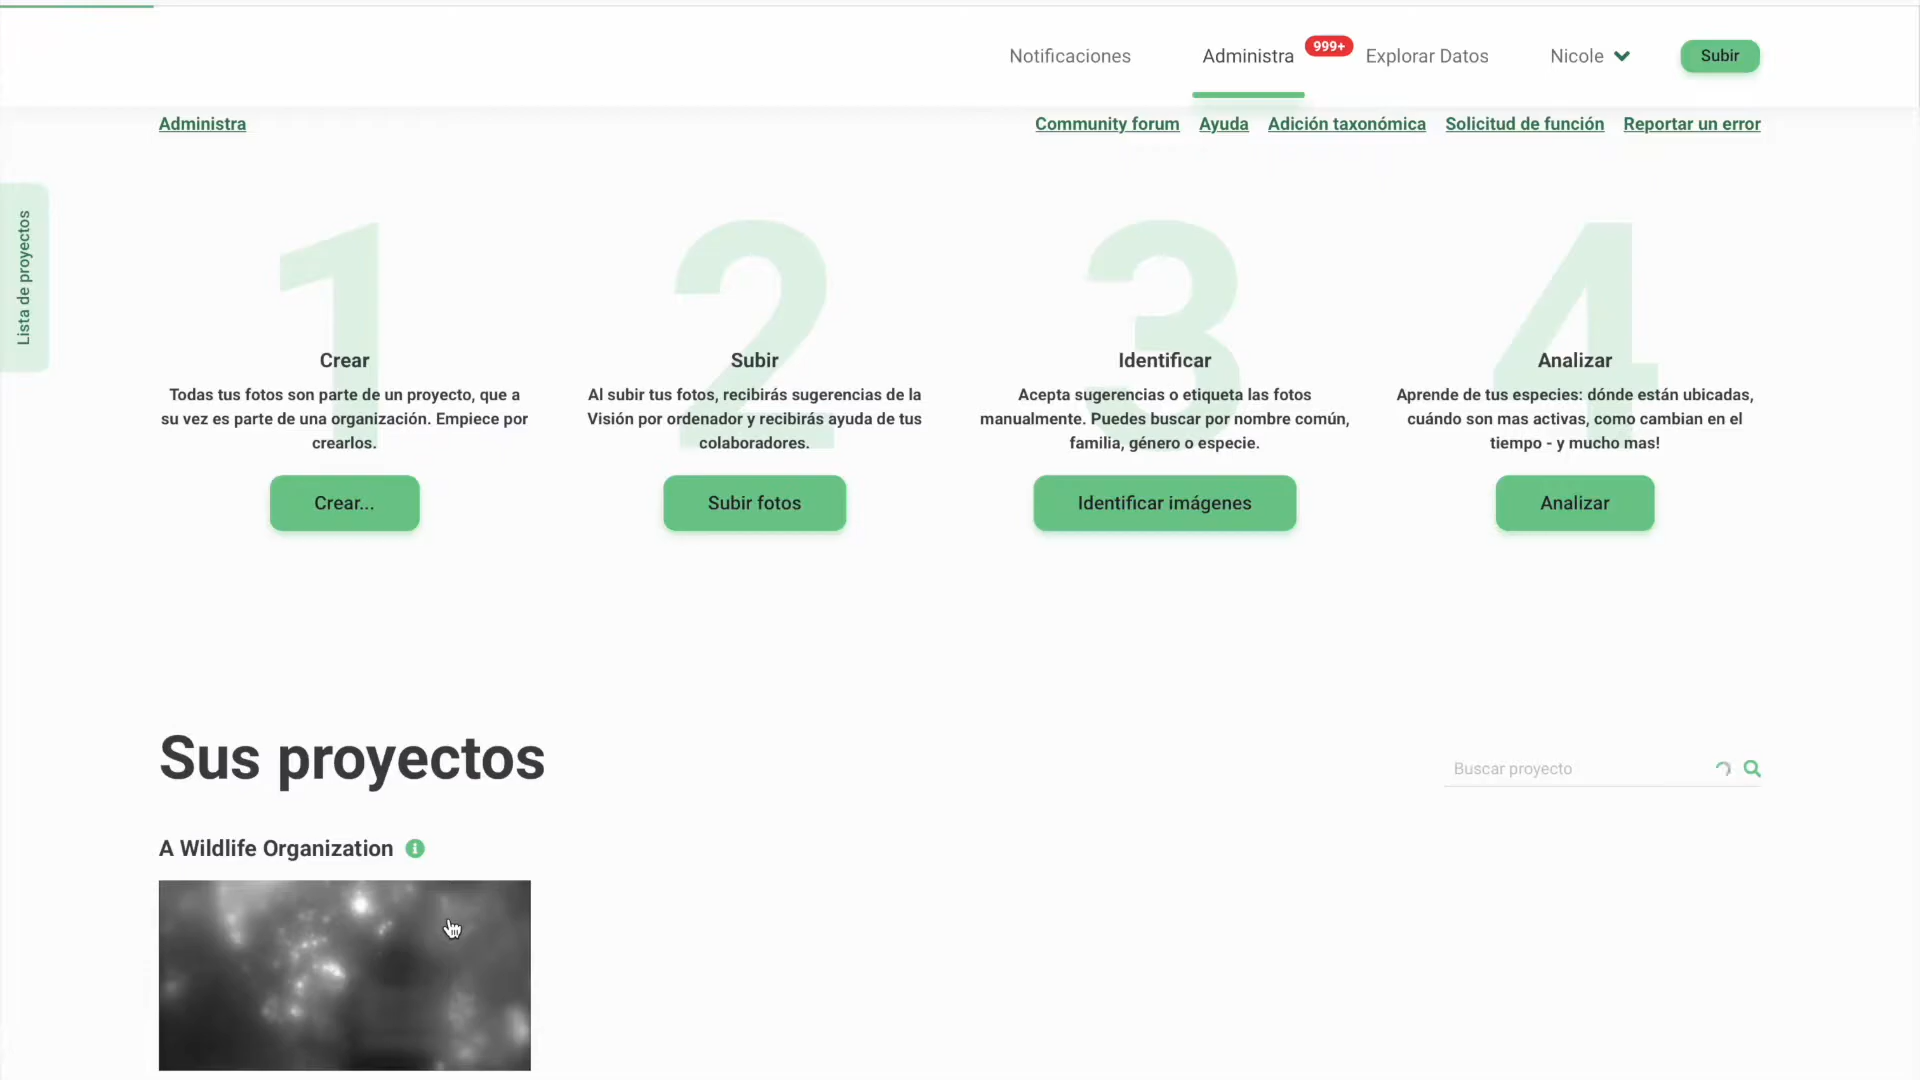 Notificaciones
Administra
999+
Explorar Datos
Nicole
Subir
Administra
Community forum
Ayuda
Adición taxonómica
Solicitud de función
Reportar un error
Lista de proyectos
1
Crear
Todas tus fotos son parte de un proyecto, que a
su vez es parte de una organización. Empiece por
crearlos.
Crear...
2
Subir
Al subir tus fotos, recibirás sugerencias de la
Visión por ordenador y recibirás ayuda de tus
colaboradores.
Subir fotos
3
Identificar
Acepta sugerencias o etiqueta las fotos
manualmente. Puedes buscar por nombre común,
familia, género o especie.
Identificar imágenes
4
Analizar
Aprende de tus especies: dónde están ubicadas,
cuándo son mas activas, como cambian en el
tiempo - y mucho mas!
Analizar
Sus proyectos
Buscar proyecto
A Wildlife Organization